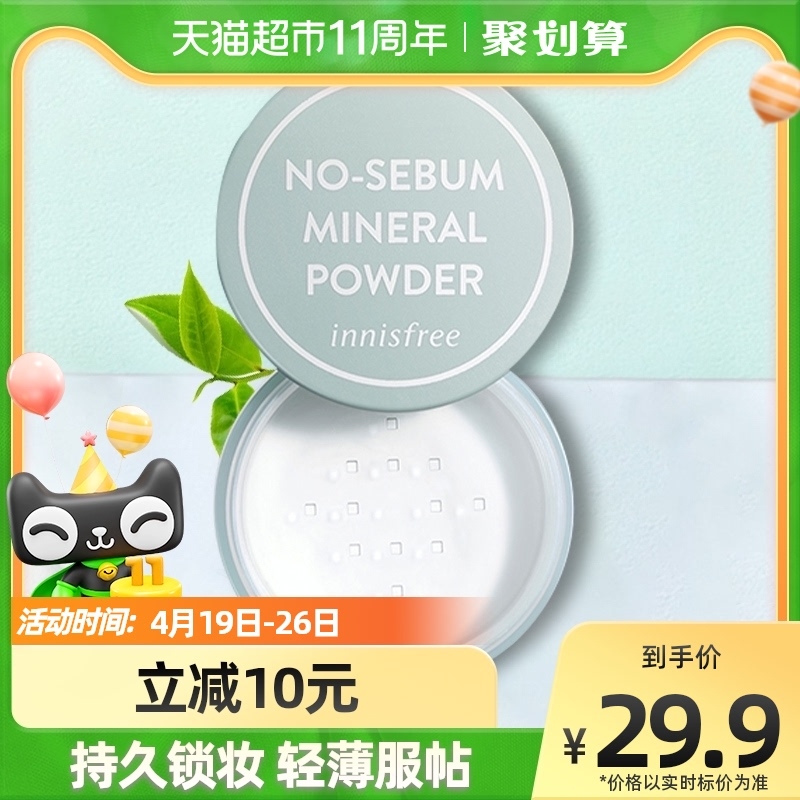 天猫超市11周年 | 聚划算
NO-SEBUM
MINERAL
POWDER
innisfree
11
活动时间: 4月19日-26日
立减10元
到手价
¥29.9
*价格以实时标价为准
持久锁妆 轻薄服帖